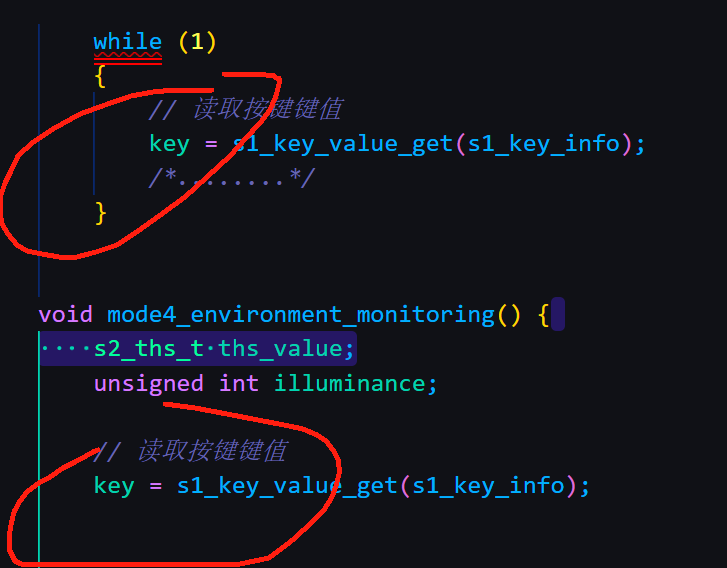 while (1)
{
// 读取按键键值
key = s1_key_value_get(s1_key_info);
/*........*/
}
void mode4_environment_monitoring() {
····s2_ths_t·ths_value;
unsigned int illuminance;
// 读取按键键值
key = s1_key_value_get(s1_key_info);